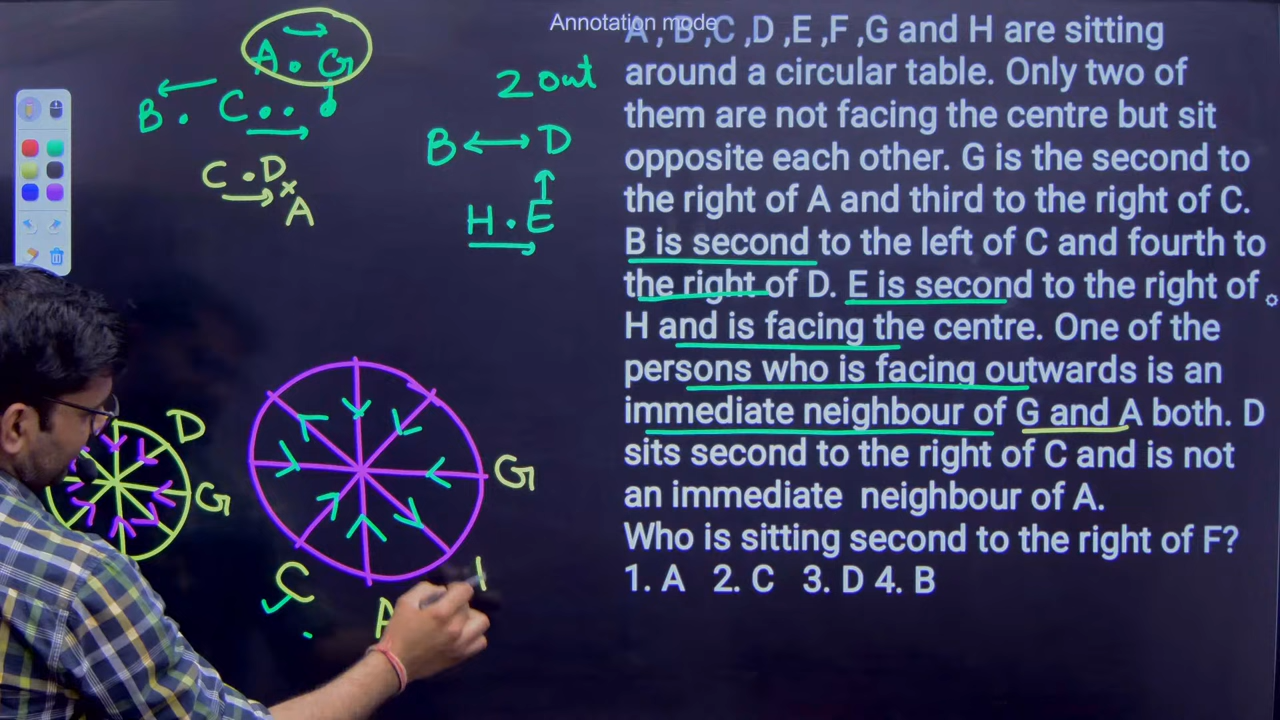 Annotation mode
A , B ,C ,D ,E ,F ,G and H are sitting
around a circular table. Only two of
them are not facing the centre but sit
opposite each other. G is the second to
the right of A and third to the right of C.
B is second to the left of C and fourth to
the right of D. E is second to the right of
H and is facing the centre. One of the
persons who is facing outwards is an
immediate neighbour of G and A both. D
sits second to the right of C and is not
an immediate neighbour of A.
Who is sitting second to the right of F?
1. A 2. C 3. D 4. B
A . G
B . C . .
C . D
A
2 out
B ↔ D
H . E
D
G
G
C
A